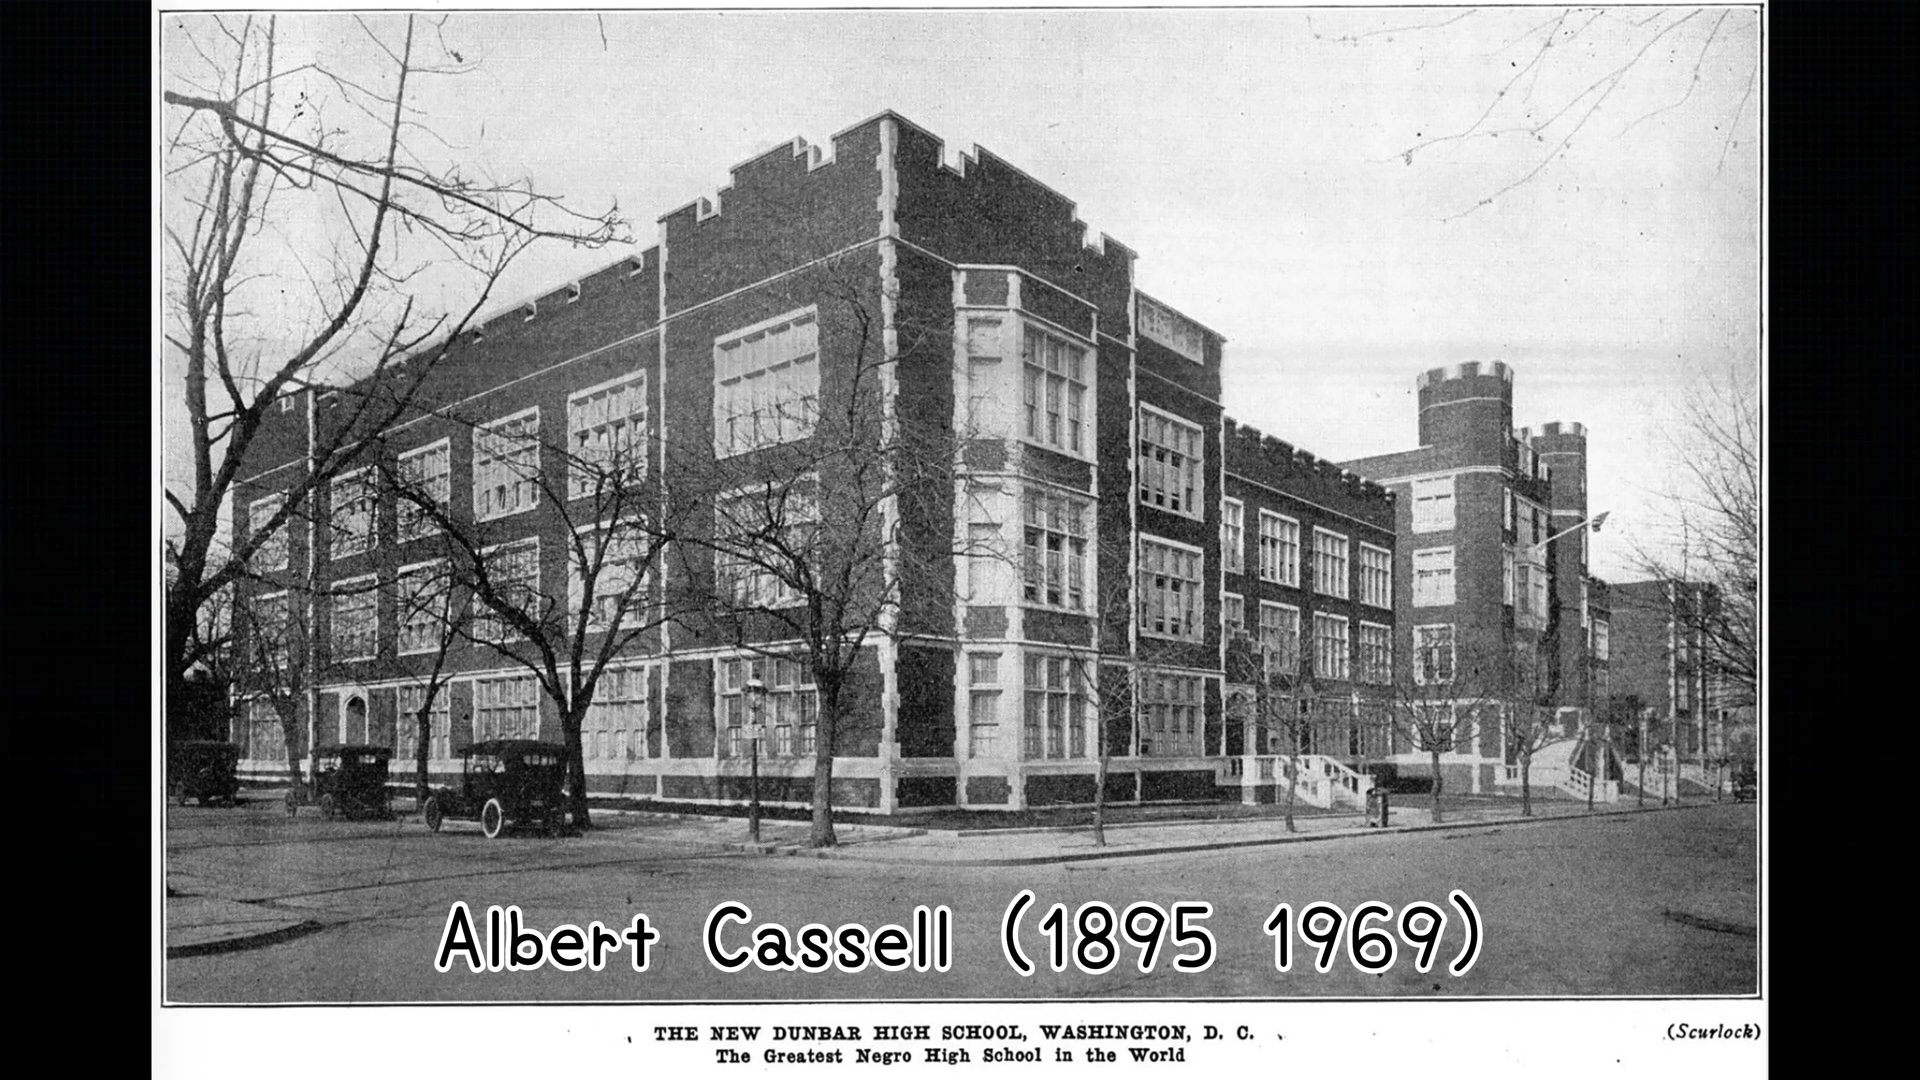 Albert Cassell (1895 1969)
THE NEW DUNBAR HIGH SCHOOL, WASHINGTON, D. C.
(Scurlock)
The Greatest Negro High School in the World